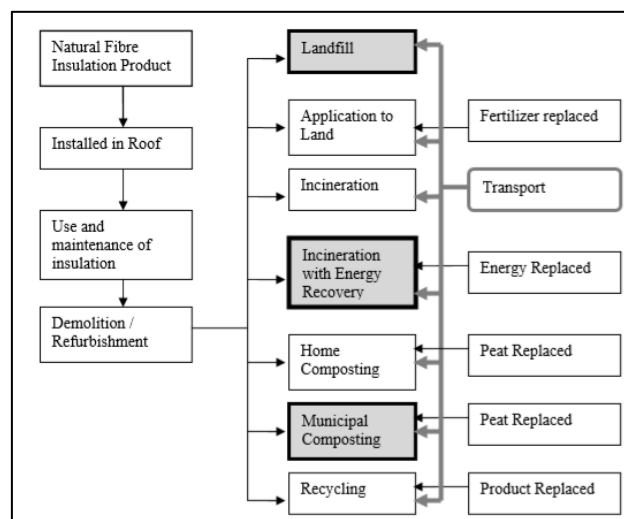 Natural Fibre
Insulation Product
Installed in Roof
Use and
maintenance of
insulation
Demolition /
Refurbishment
Landfill
Application to
Land
Incineration
Incineration
with Energy
Recovery
Home
Composting
Municipal
Composting
Recycling
Fertilizer replaced
Transport
Energy Replaced
Peat Replaced
Peat Replaced
Product Replaced